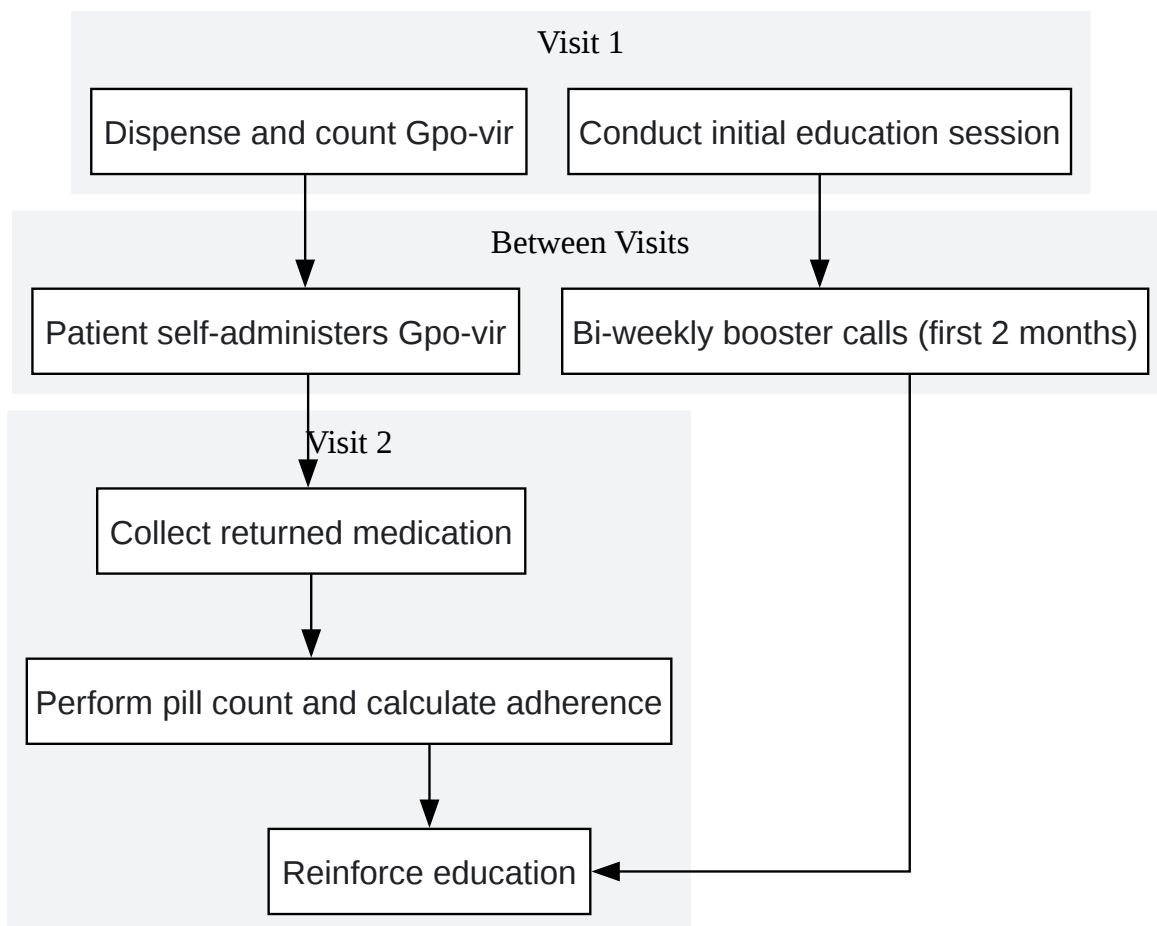 Visit 1
Dispense and count Gpo-vir
Conduct initial education session
Between Visits
Patient self-administers Gpo-vir
Bi-weekly booster calls (first 2 months)
Visit 2
Collect returned medication
Perform pill count and calculate adherence
Reinforce education